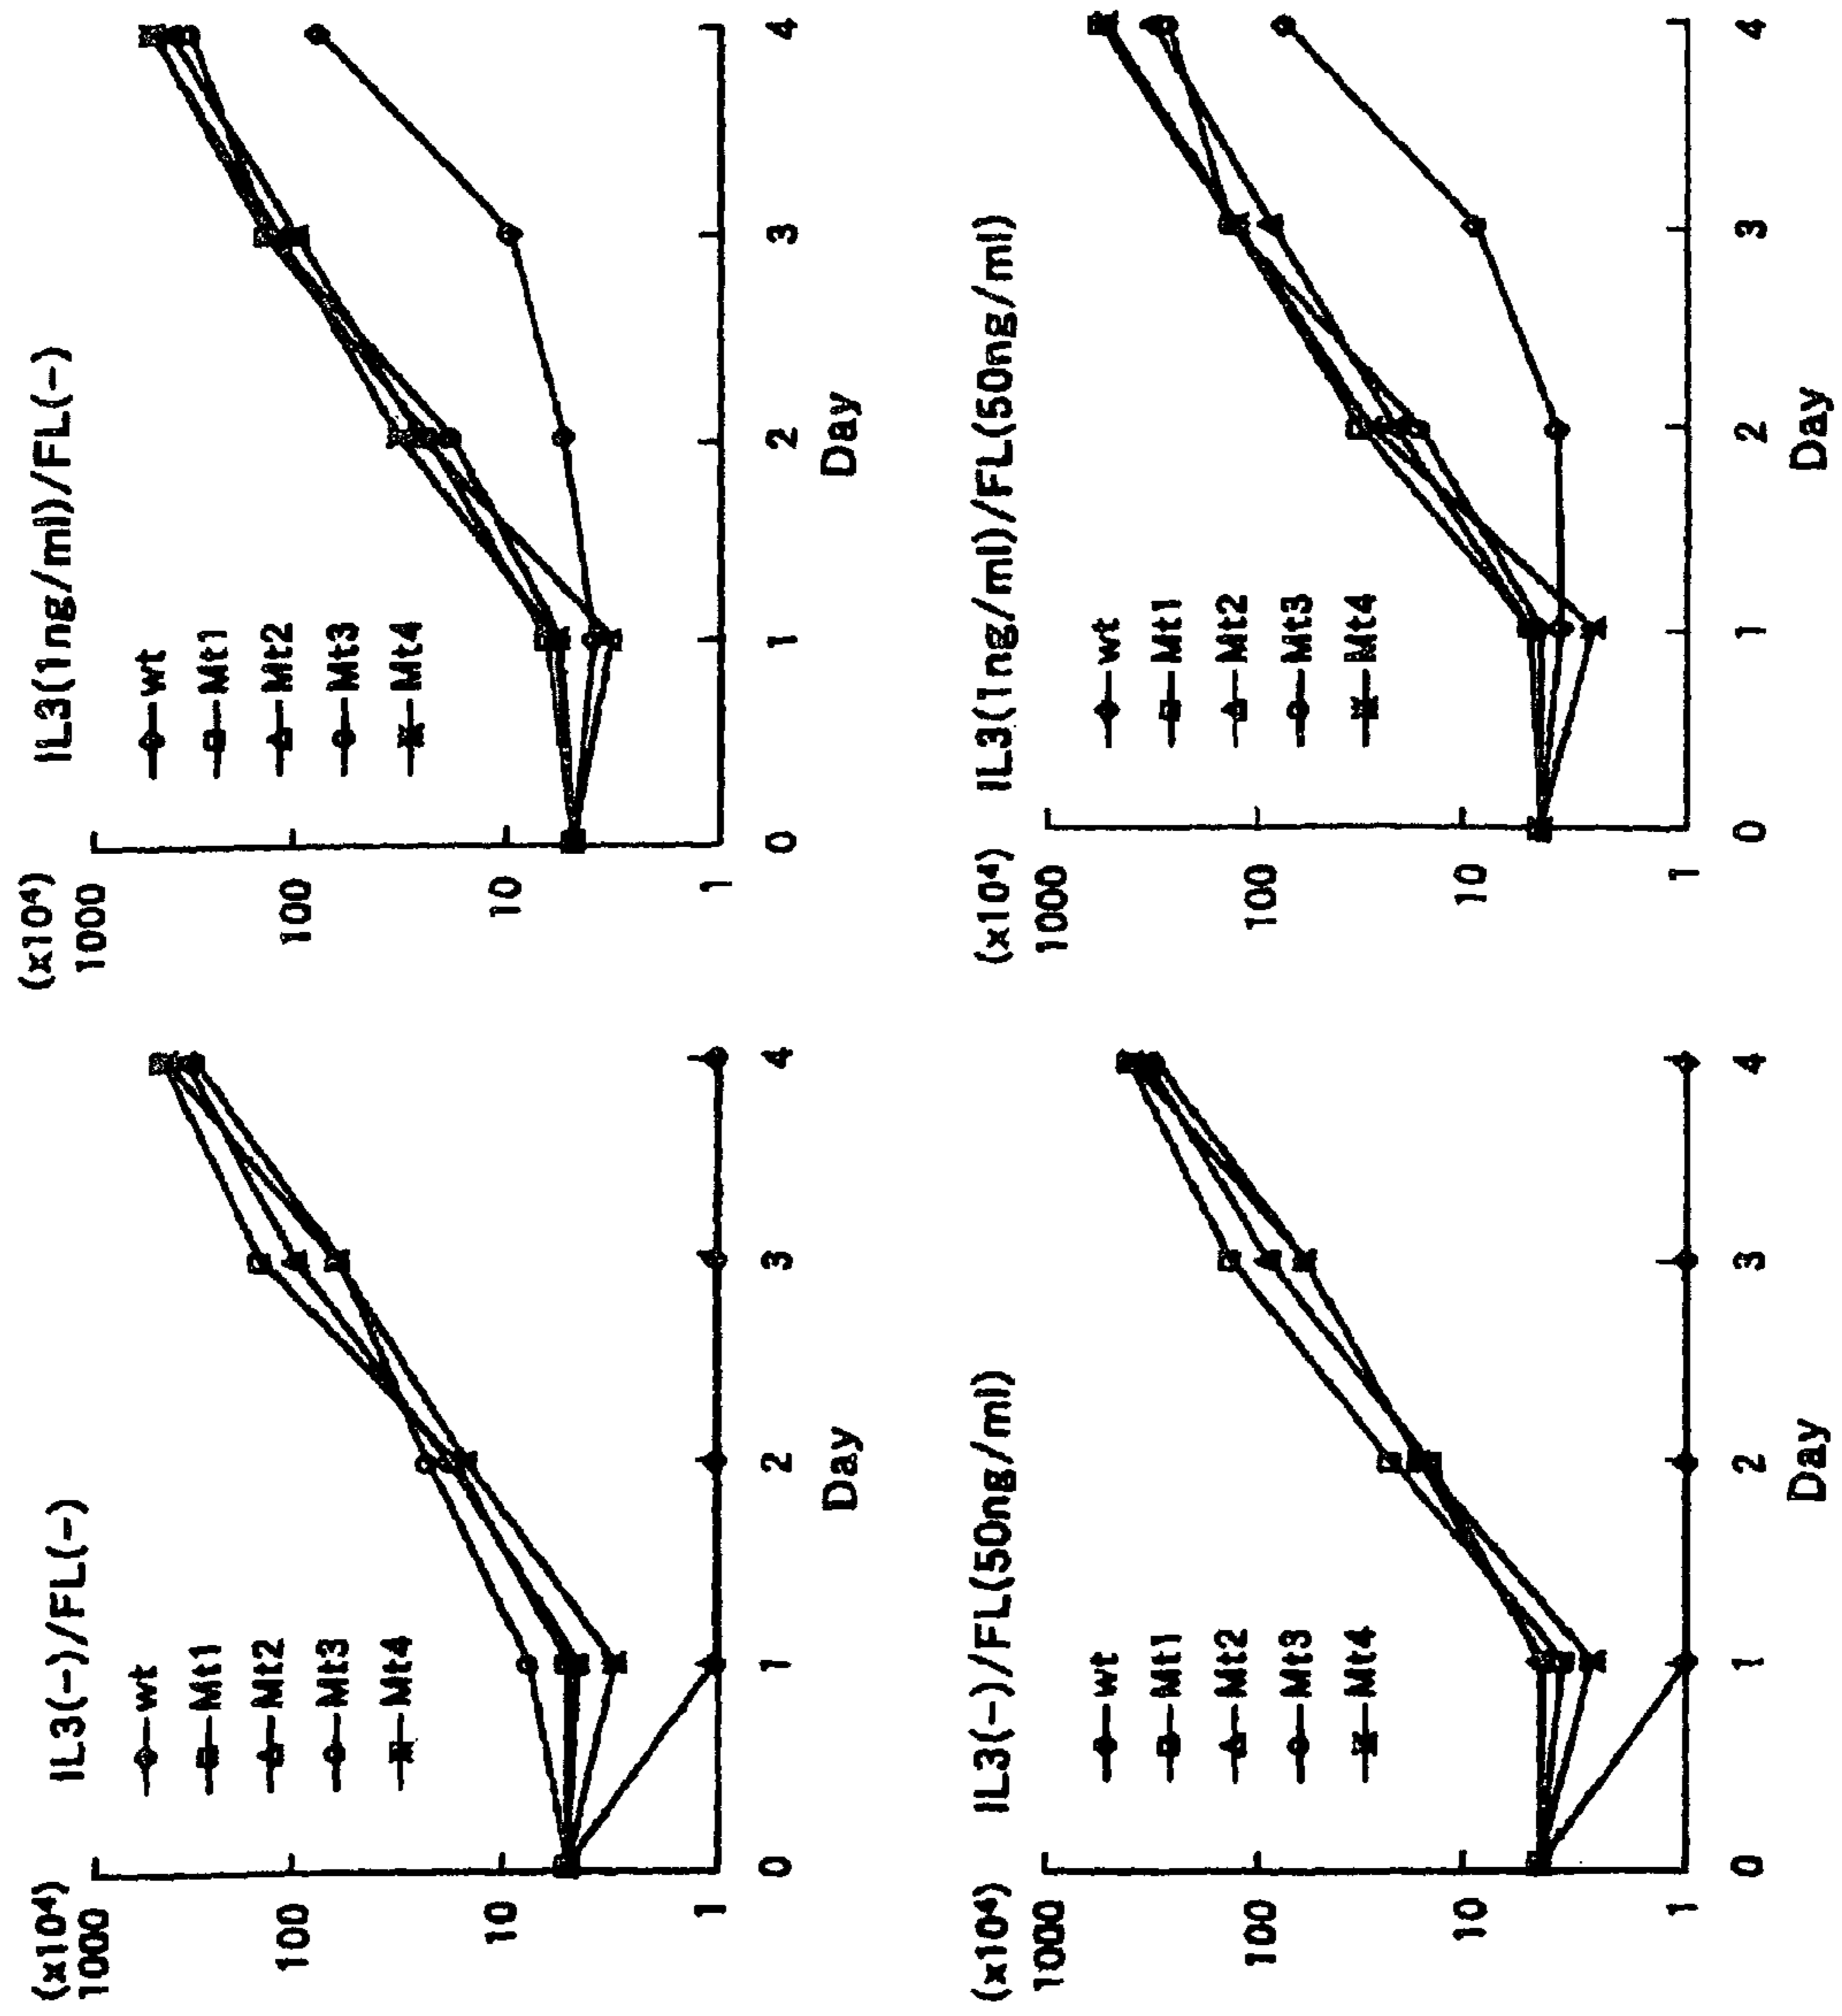 IL3(-)/FL(-)
(x10⁴)
1000
100
10
1
wt
Mt1
Mt2
Mt3
Mt4
0 1 2 3 4
Day
IL3(1ng/ml)/FL(-)
(x10⁴)
1000
100
10
1
wt
Mt1
Mt2
Mt3
Mt4
0 1 2 3 4
Day
IL3(-)/FL(50ng/ml)
(x10⁴)
1000
100
10
1
wt
Mt1
Mt2
Mt3
Mt4
0 1 2 3 4
Day
IL3(1ng/ml)/FL(50ng/ml)
(x10⁴)
1000
100
10
1
wt
Mt1
Mt2
Mt3
Mt4
0 1 2 3 4
Day